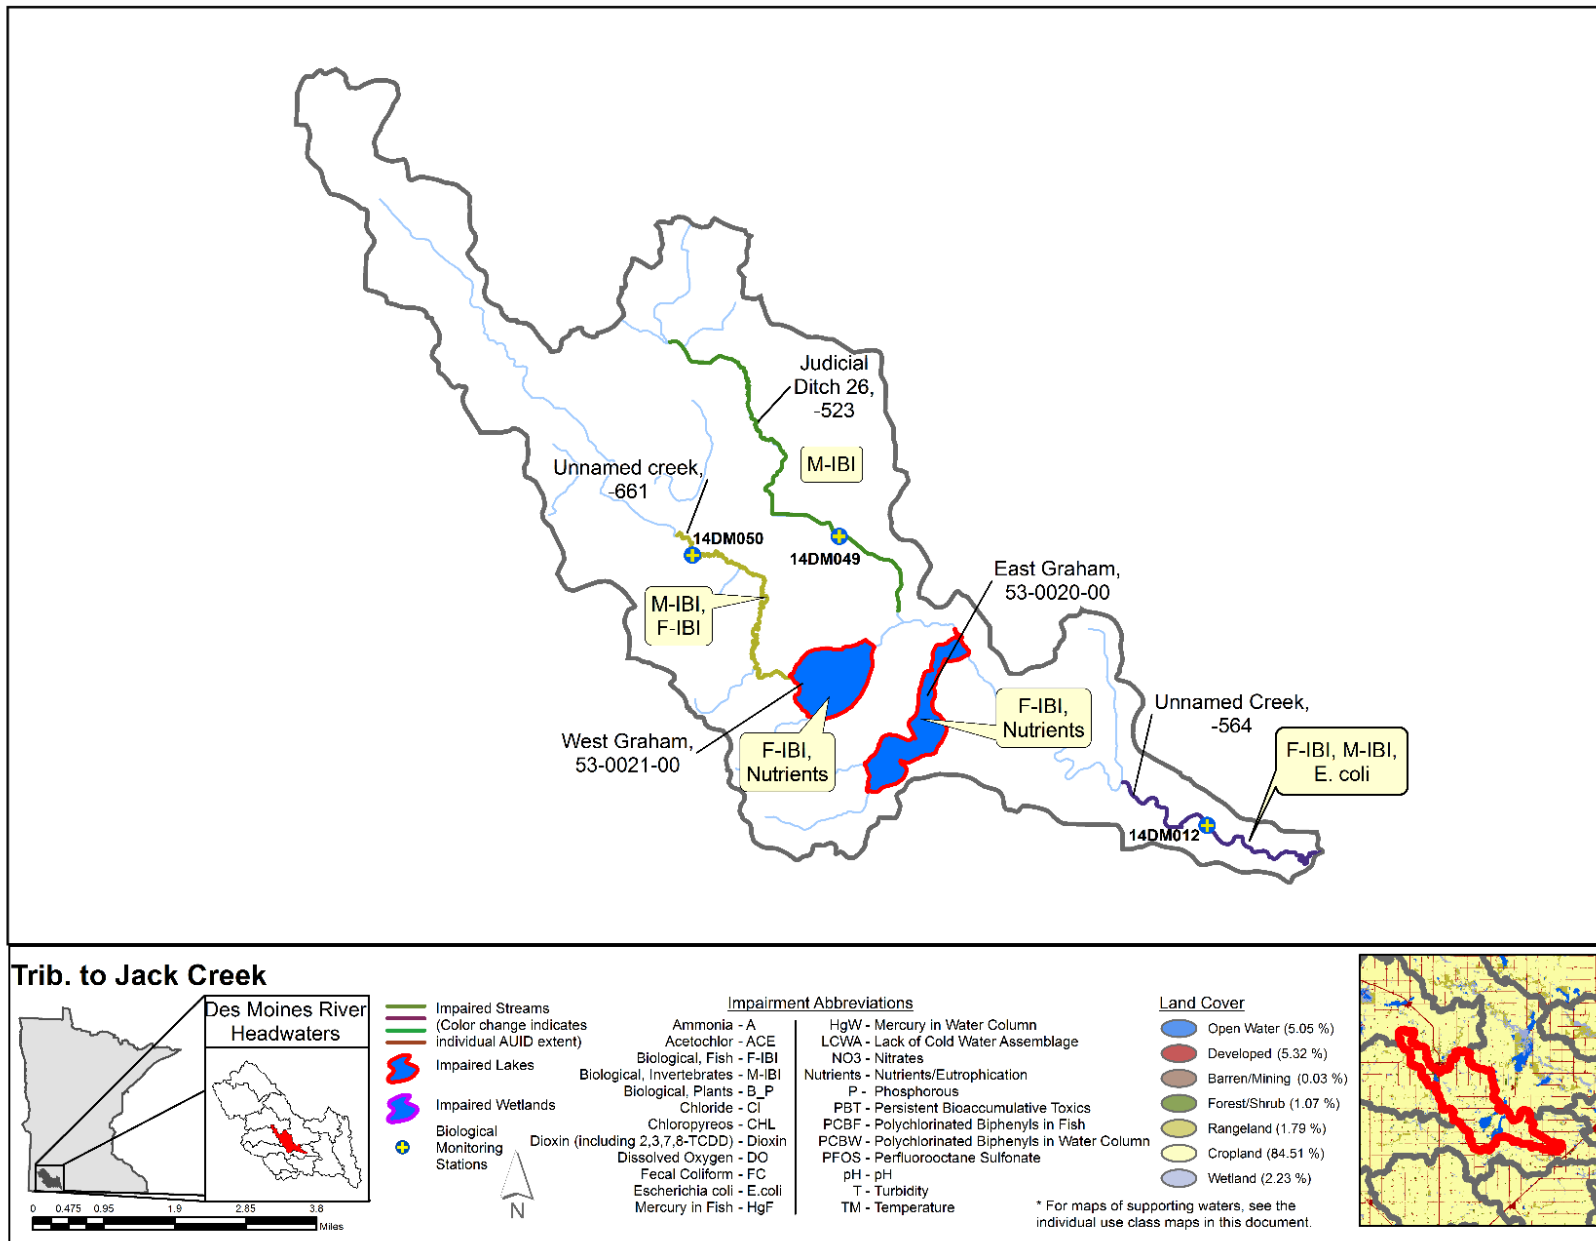 Judicial
Ditch 26,
-523
M-IBI
Unnamed creek,
-661
14DM050
14DM049
East Graham,
53-0020-00
M-IBI,
F-IBI
F-IBI,
Nutrients
Unnamed Creek,
-564
West Graham,
53-0021-00
F-IBI,
Nutrients
F-IBI, M-IBI,
E. coli
14DM012
Trib. to Jack Creek
Des Moines River
Headwaters
0 0.475 0.95 1.9 2.85 3.8
Miles
Impaired Streams
(Color change indicates
individual AUID extent)
Impaired Lakes
Impaired Wetlands
Biological
Monitoring
Stations
N
Impairment Abbreviations
Ammonia - A
Acetochlor - ACE
Biological, Fish - F-IBI
Biological, Invertebrates - M-IBI
Biological, Plants - B_P
Chloride - Cl
Chloropyreos - CHL
Dioxin (including 2,3,7,8-TCDD) - Dioxin
Dissolved Oxygen - DO
Fecal Coliform - FC
Escherichia coli - E.coli
Mercury in Fish - HgF
HgW - Mercury in Water Column
LCWA - Lack of Cold Water Assemblage
NO3 - Nitrates
Nutrients - Nutrients/Eutrophication
P - Phosphorous
PBT - Persistent Bioaccumulative Toxics
PCBF - Polychlorinated Biphenyls in Fish
PCBW - Polychlorinated Biphenyls in Water Column
PFOS - Perfluorooctane Sulfonate
pH - pH
T - Turbidity
TM - Temperature
Land Cover
Open Water (5.05 %)
Developed (5.32 %)
Barren/Mining (0.03 %)
Forest/Shrub (1.07 %)
Rangeland (1.79 %)
Cropland (84.51 %)
Wetland (2.23 %)
* For maps of supporting waters, see the
individual use class maps in this document.